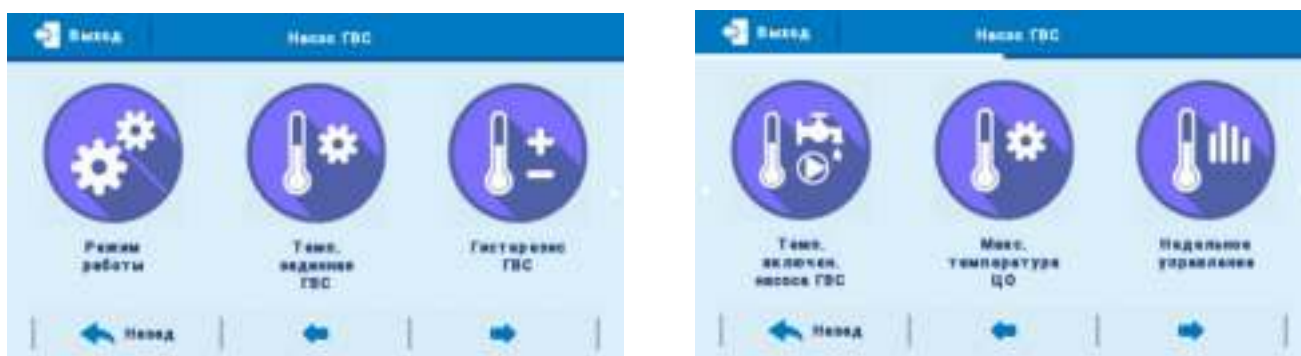 Выход Насос ГВС
Режим
работы
Темп.
заданная
ГВС
Гистерезис
ГВС
Назад
Выход Насос ГВС
Темп.
включен.
насоса ГВС
Макс.
температура
ЦО
Недельное
управление
Назад